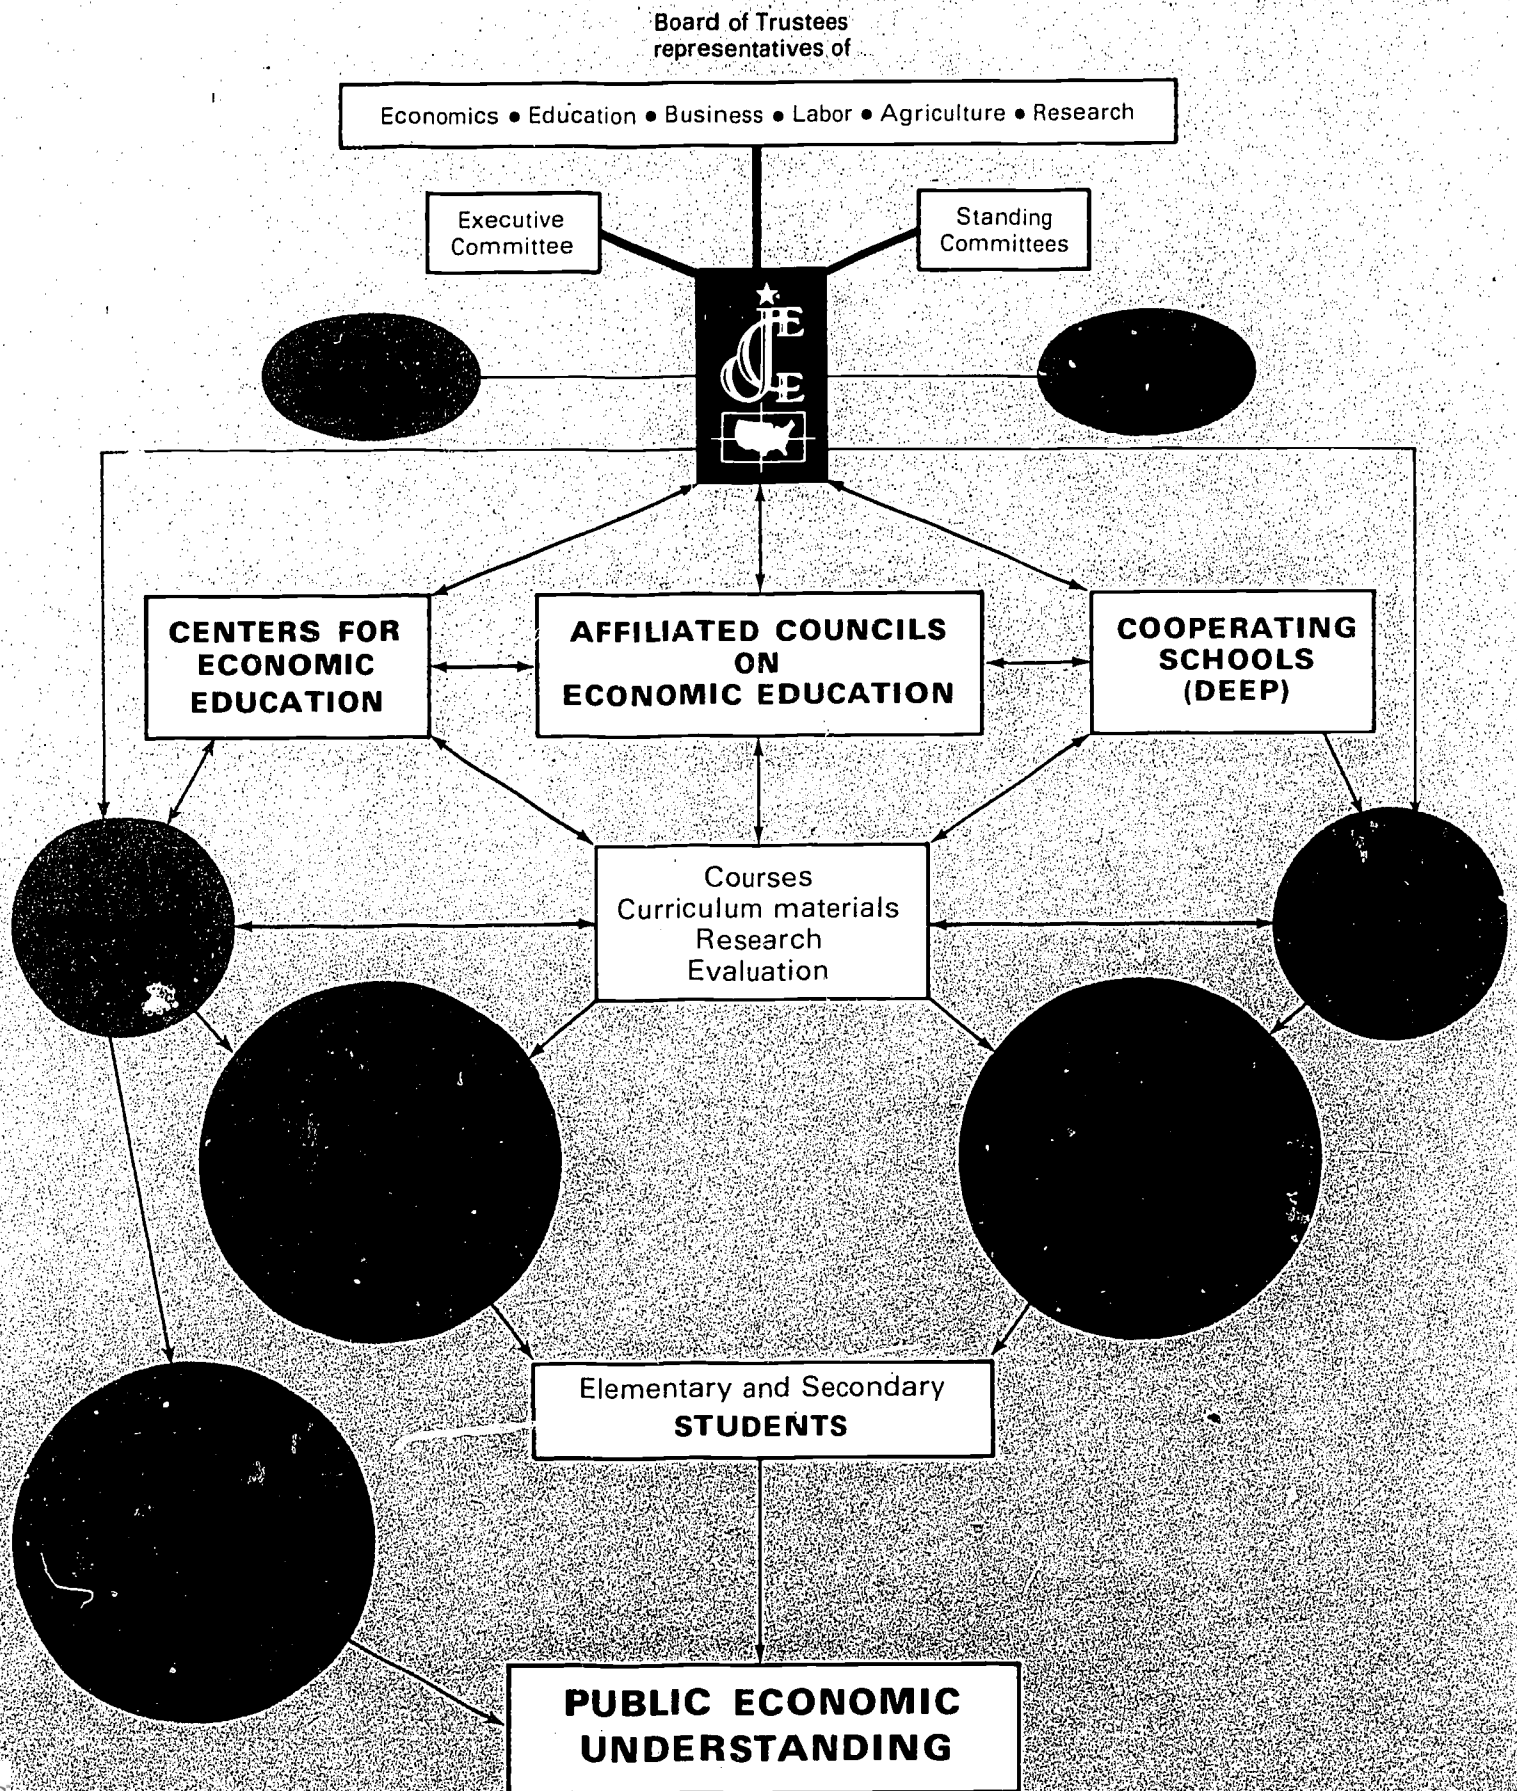 Board of Trustees
representatives of
Economics • Education • Business • Labor • Agriculture • Research
Executive
Committee
Standing
Committees
CENTERS FOR
ECONOMIC
EDUCATION
AFFILIATED COUNCILS
ON
ECONOMIC EDUCATION
COOPERATING
SCHOOLS
(DEEP)
Courses
Curriculum materials
Research
Evaluation
Elementary and Secondary
STUDENTS
PUBLIC ECONOMIC
UNDERSTANDING